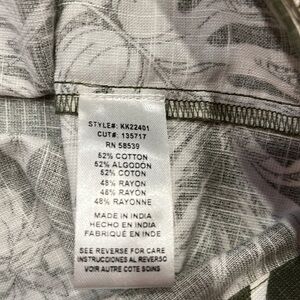 STYLE#: KK22401
CUT#: 135717
RN 58539
52% COTTON
52% ALGODON
52% COTON
48% RAYON
48% RAYON
48% RAYONNE
MADE IN INDIA
HECHO EN INDIA
FABRIQUÉ EN INDE
SEE REVERSE FOR CARE
INSTRUCCIONES AL REVERSO
VOIR AUTRE COTE SOINS